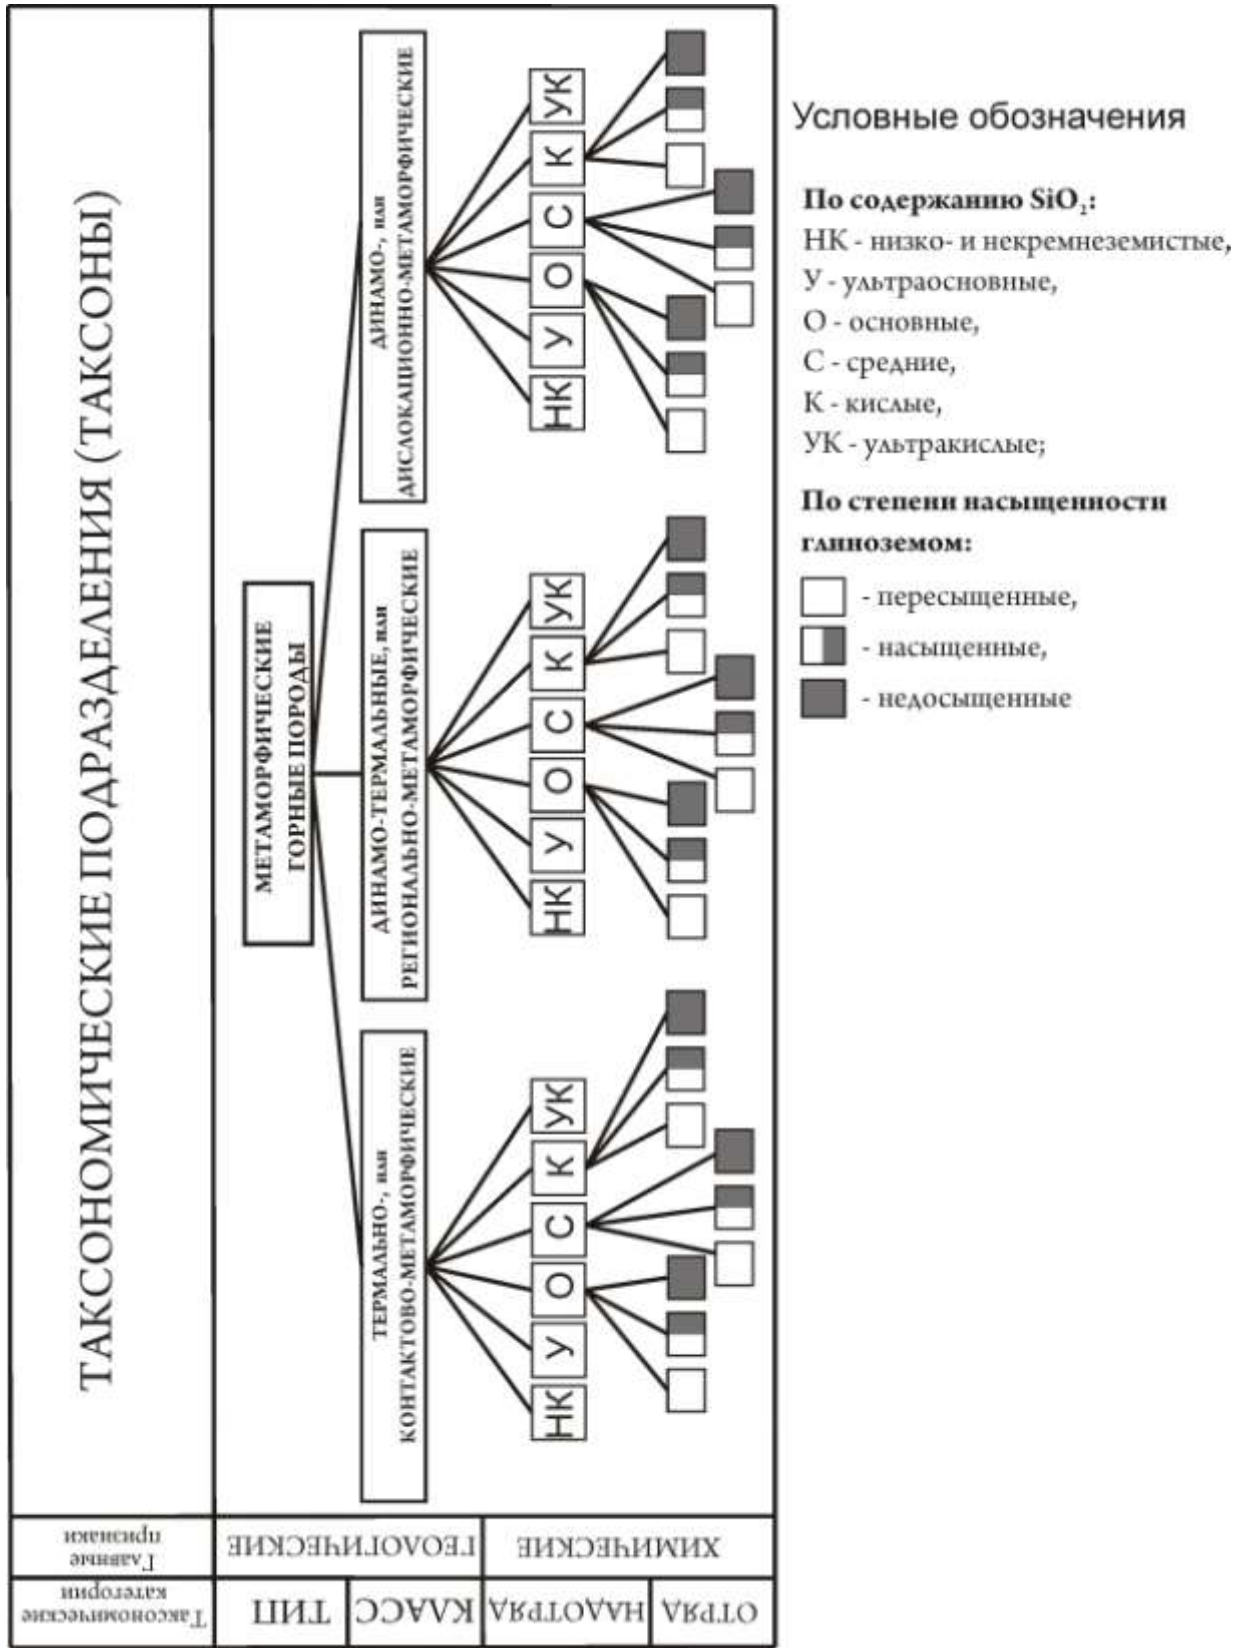 ТАКСОНОМИЧЕСКИЕ ПОДРАЗДЕЛЕНИЯ (ТАКСОНЫ)
Таксономические
категории
Главные
признаки
ТИП
КЛАСС
НАДОТРЯД
ОТРЯД
ГЕОЛОГИЧЕСКИЕ
ХИМИЧЕСКИЕ
МЕТАМОРФИЧЕСКИЕ
ГОРНЫЕ ПОРОДЫ
ТЕРМАЛЬНО-, ИЛИ
КОНТАКТОВО-МЕТАМОРФИЧЕСКИЕ
ДИНАМО-ТЕРМАЛЬНЫЕ, ИЛИ
РЕГИОНАЛЬНО-МЕТАМОРФИЧЕСКИЕ
ДИНАМО-, ИЛИ
ДИСЛОКАЦИОННО-МЕТАМОРФИЧЕСКИЕ
НК У О С К УК
НК У О С К УК
НК У О С К УК
Условные обозначения
По содержанию SiO₂:
НК - низко- и некремнеземистые,
У - ультраосновные,
О - основные,
С - средние,
К - кислые,
УК - ультракислые;
По степени насыщенности
глиноземом:
- пересыщенные,
- насыщенные,
- недосыщенные